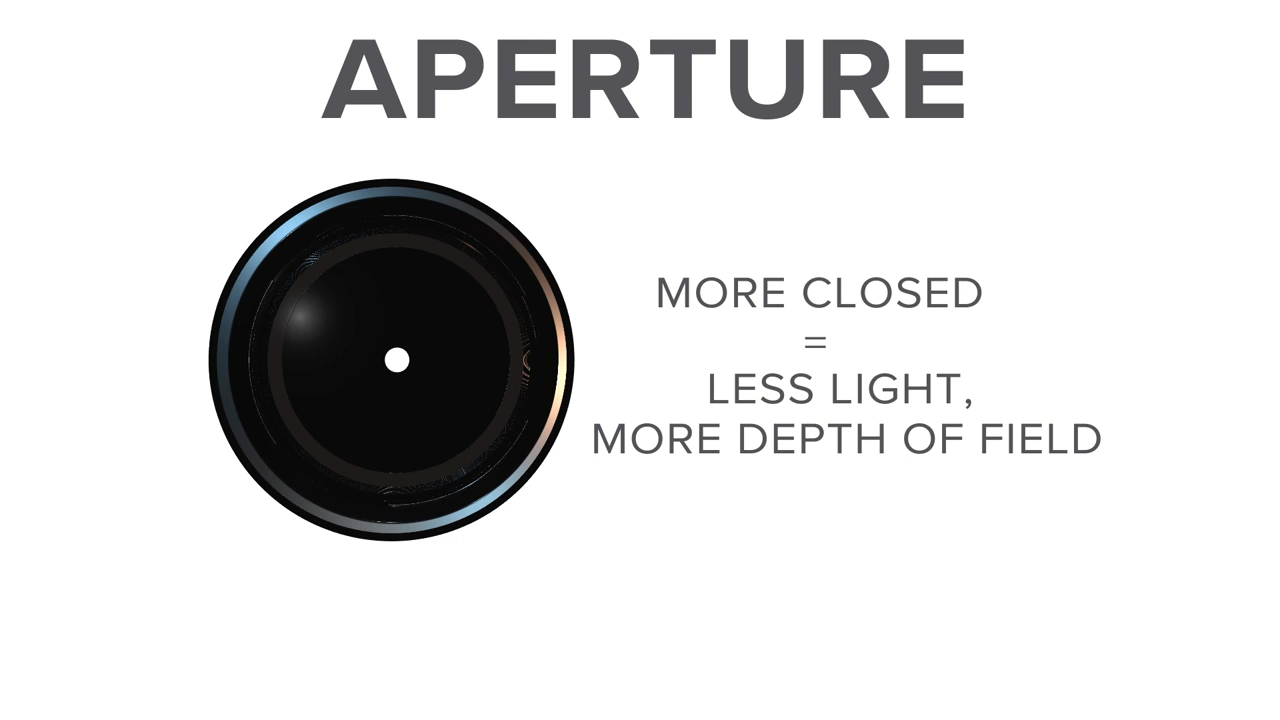 APERTURE
MORE CLOSED
=
LESS LIGHT,
MORE DEPTH OF FIELD